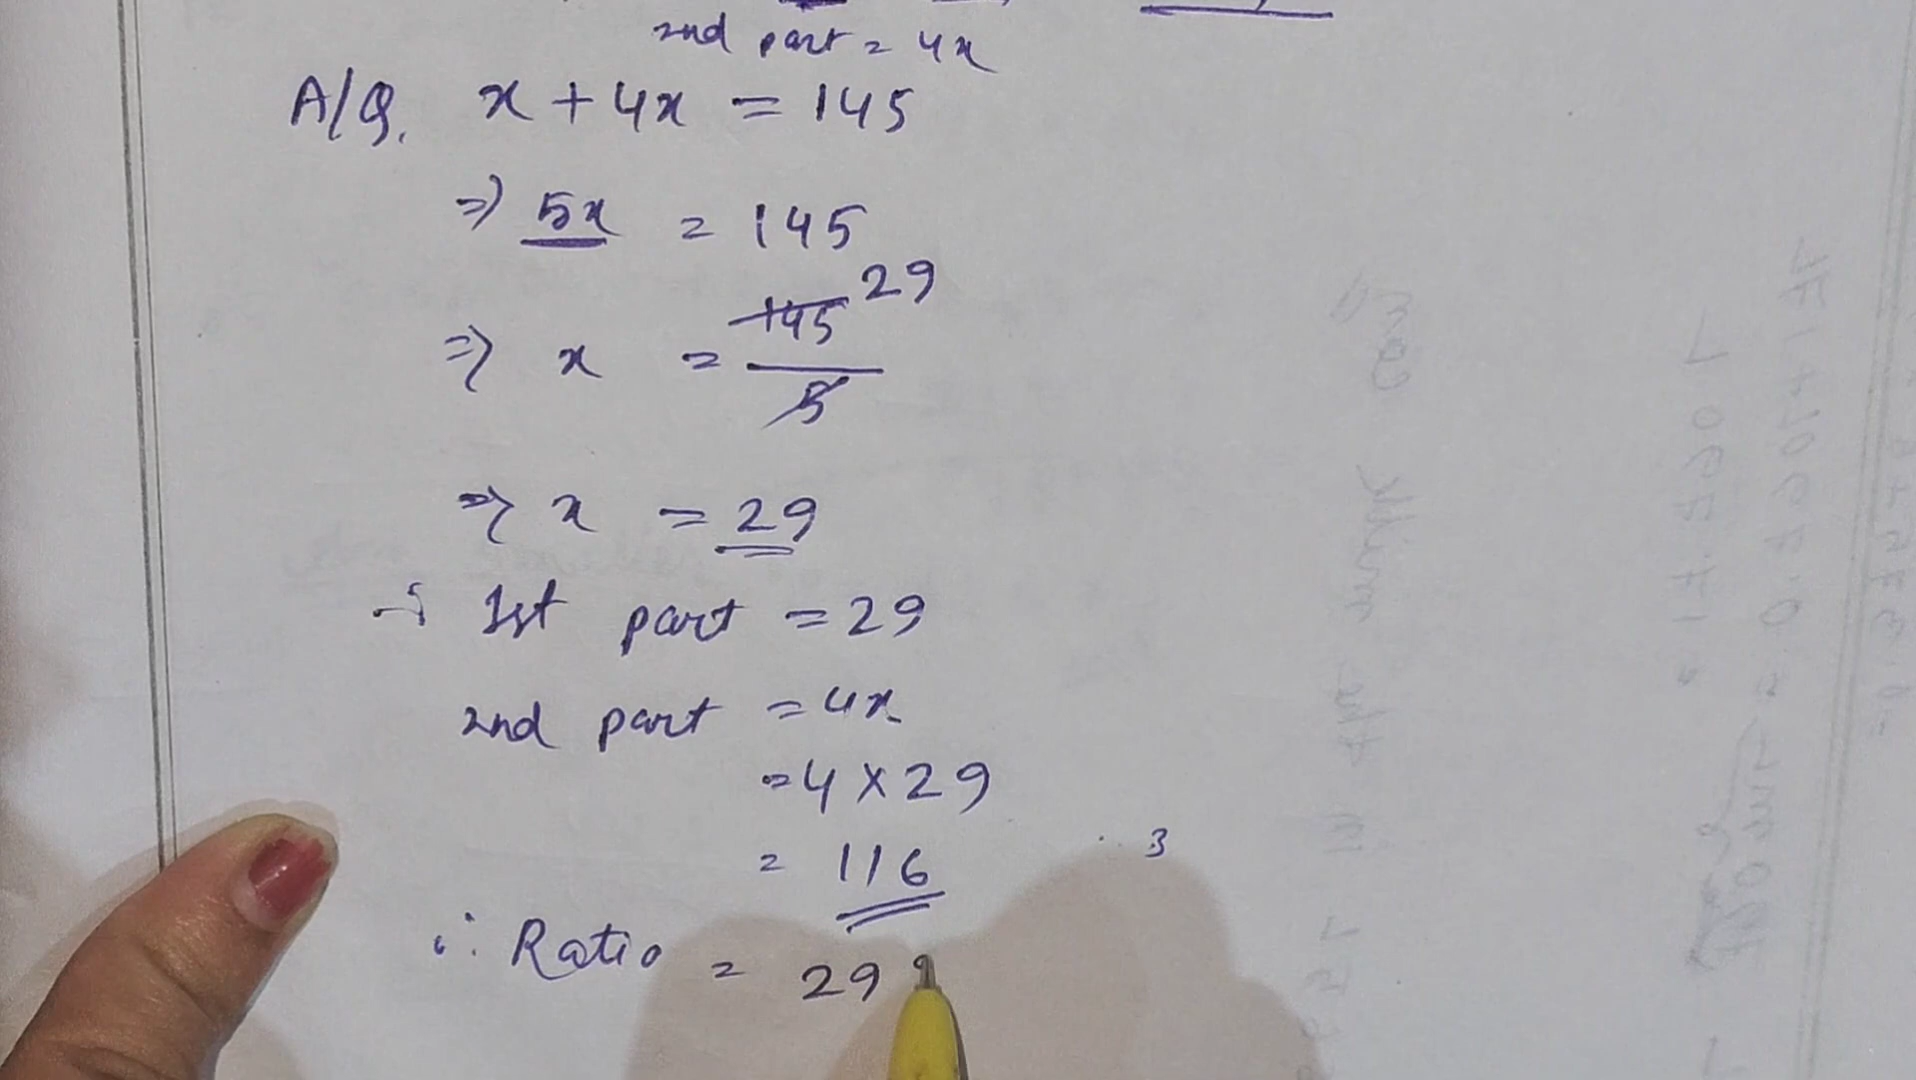 2nd part = 4x
A/Q, x + 4x = 145
⇒ 5x = 145
29
⇒ x = 145/5
⇒ x = 29
1st part = 29
2nd part = 4x
= 4 × 29
= 116
3
∴ Ratio = 29